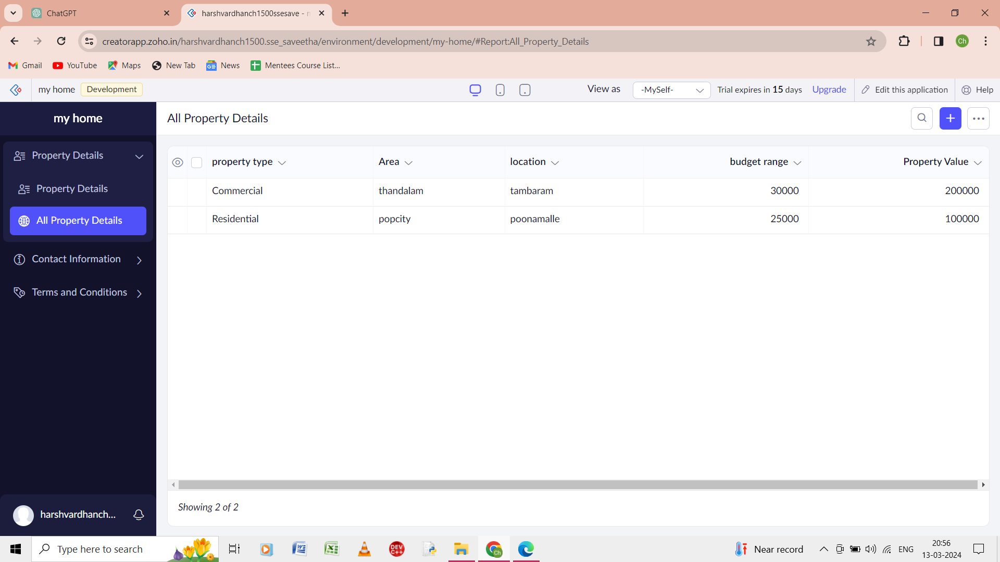 ChatGPT
harshvardhanch1500ssesave -
creatorapp.zoho.in/harshvardhanch1500.sse_saveetha/environment/development/my-home/#Report:All_Property_Details
Ch
Gmail YouTube Maps New Tab News Mentees Course List...
my home Development View as -MySelf- Trial expires in 15 days Upgrade Edit this application Help
my home
All Property Details
Property Details
Property Details
All Property Details
Contact Information
Terms and Conditions
property type Area location budget range Property Value
Commercial thandalam tambaram 30000 200000
Residential popcity poonamalle 25000 100000
Showing 2 of 2
harshvardhanch...
Type here to search
DEV C++
Ch
Near record
ENG
20:56
13-03-2024